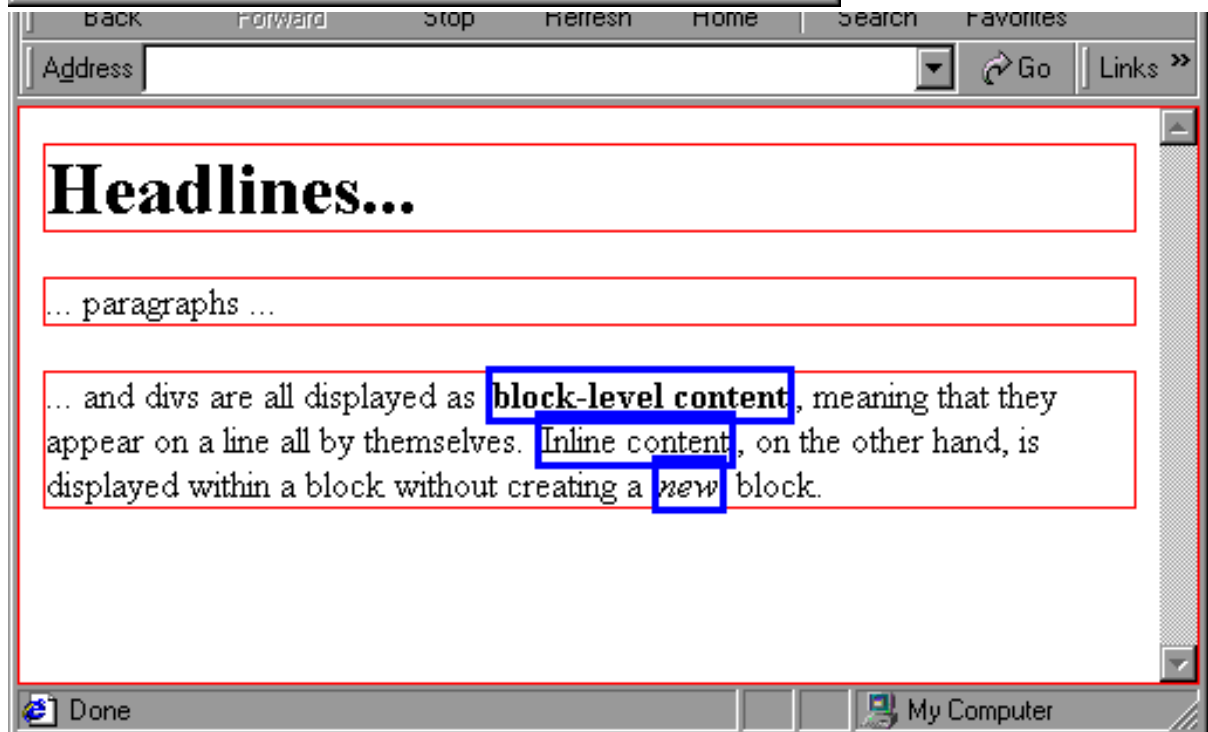 Back Forward Stop Refresh Home Search Favorites
Address Go Links »
Headlines...
... paragraphs ...
... and divs are all displayed as block-level content, meaning that they
appear on a line all by themselves. Inline content, on the other hand, is
displayed within a block without creating a new block.
Done My Computer